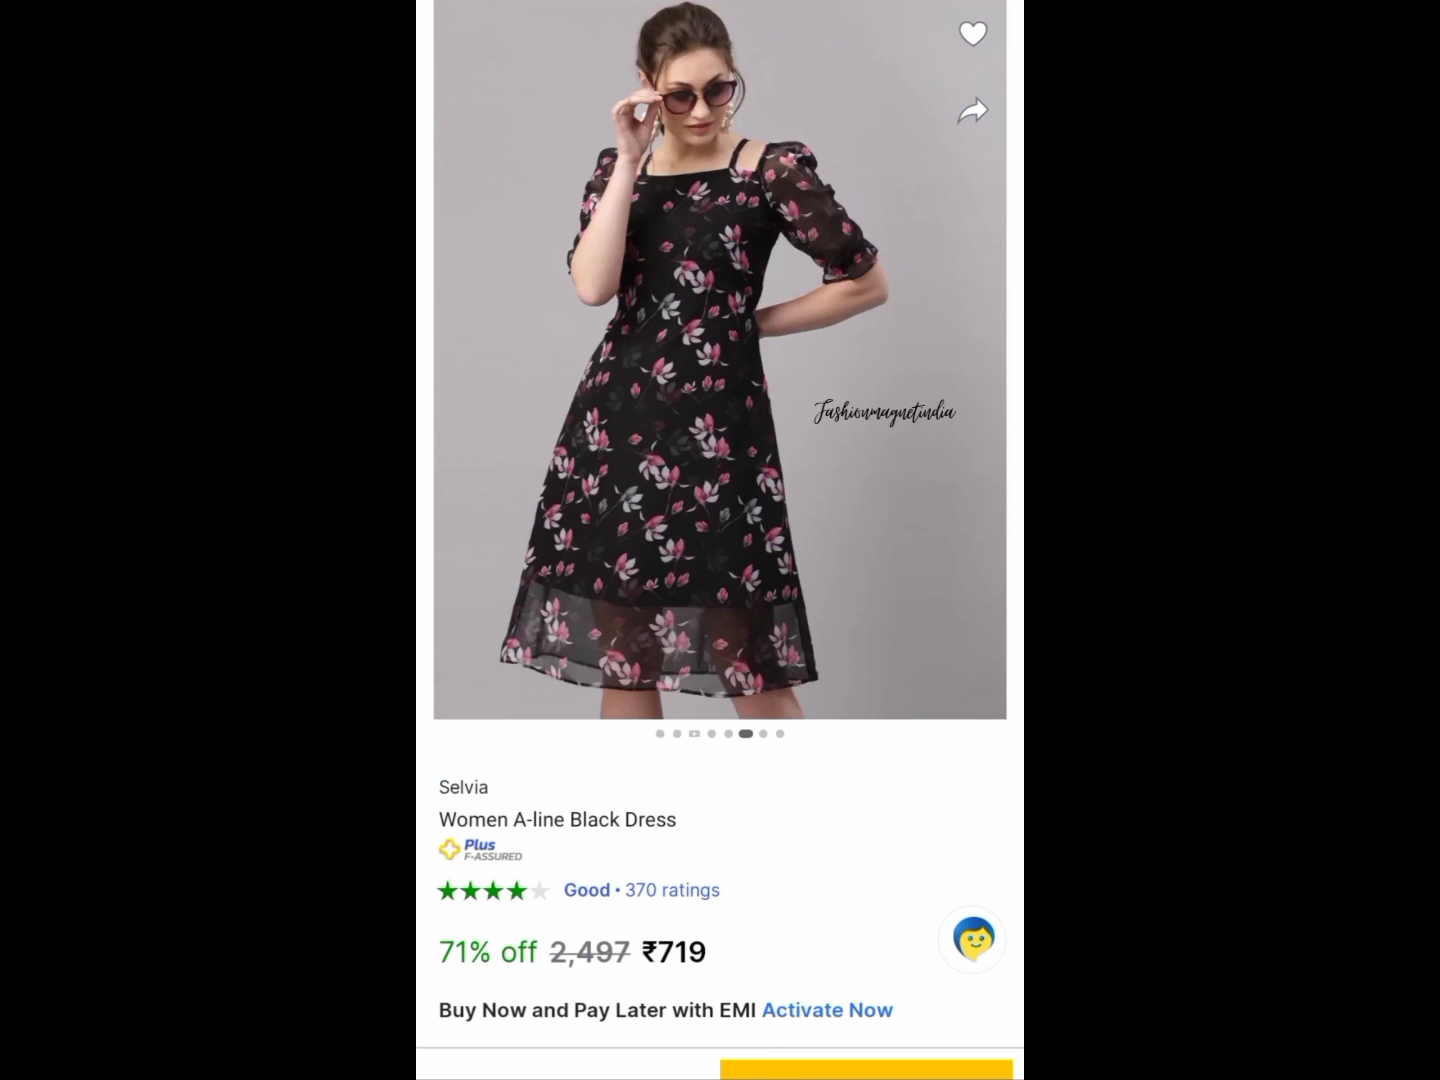 Fashionmagnetindia
Selvia
Women A-line Black Dress
Plus
F-ASSURED
Good • 370 ratings
71% off 2,497 ₹719
Buy Now and Pay Later with EMI Activate Now